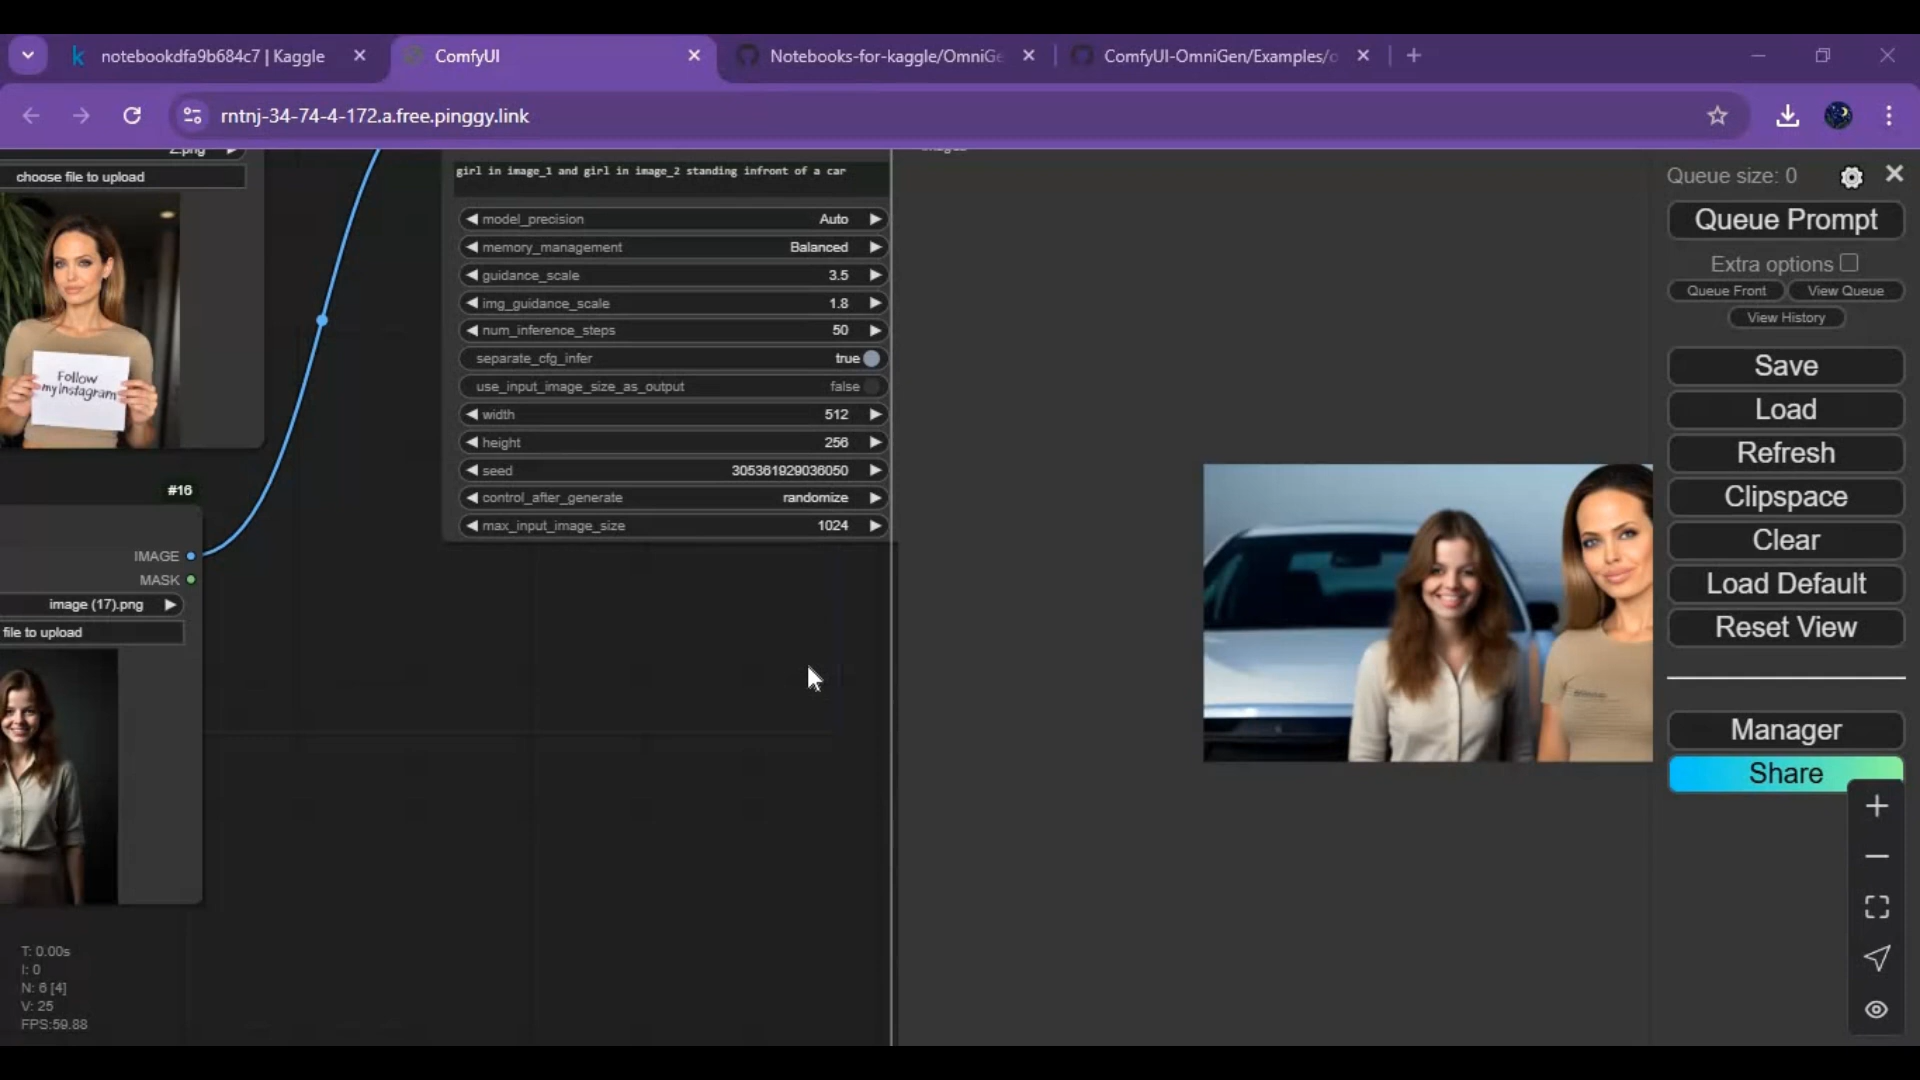 notebookdfa9b684c7 | Kaggle
ComfyUI
Notebooks-for-kaggle/OmniGe
ComfyUI-OmniGen/Examples/o
rntnj-34-74-4-172.a.free.pinggy.link
2.png
choose file to upload
Follow
my instagram
#16
IMAGE
MASK
image (17).png
file to upload
T: 0.00s
I: 0
N: 6 [4]
V: 25
FPS:59.88
girl in image_1 and girl in image_2 standing infront of a car
model_precision Auto
memory_management Balanced
guidance_scale 3.5
img_guidance_scale 1.8
num_inference_steps 50
separate_cfg_infer true
use_input_image_size_as_output false
width 512
height 256
seed 305361929036050
control_after_generate randomize
max_input_image_size 1024
images
Queue size: 0
Queue Prompt
Extra options
Queue Front View Queue
View History
Save
Load
Refresh
Clipspace
Clear
Load Default
Reset View
Manager
Share